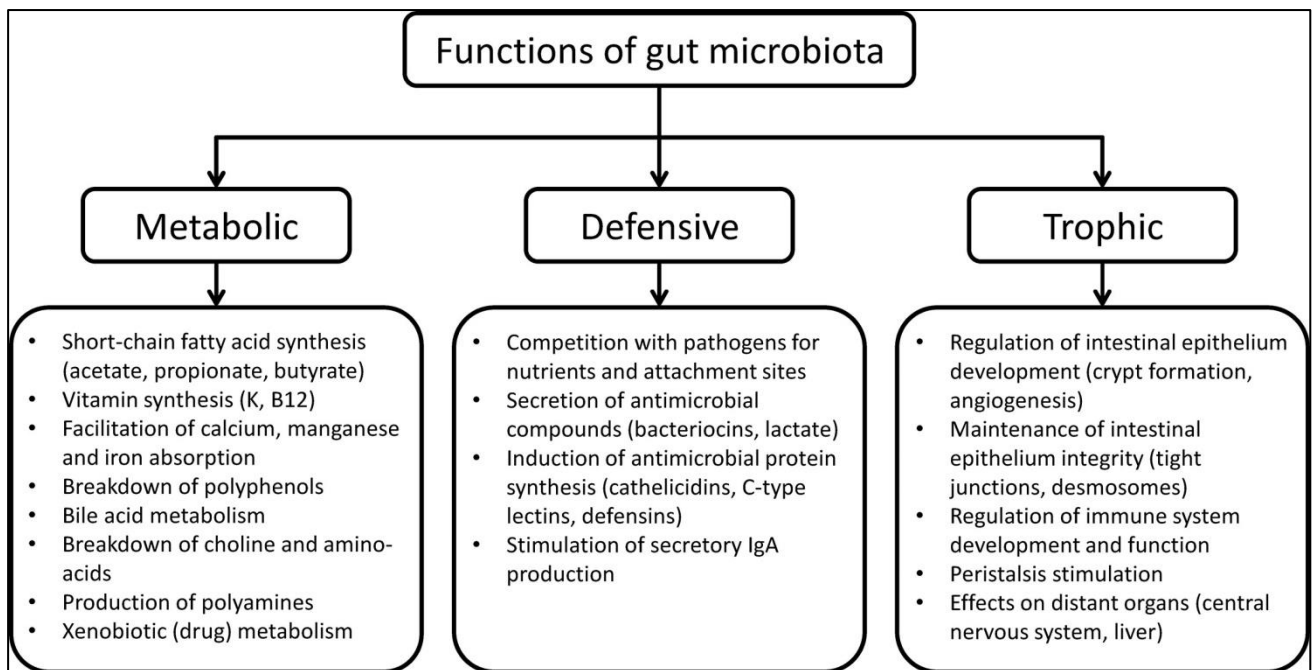 Functions of gut microbiota
Metabolic
• Short-chain fatty acid synthesis
(acetate, propionate, butyrate)
• Vitamin synthesis (K, B12)
• Facilitation of calcium, manganese
and iron absorption
• Breakdown of polyphenols
• Bile acid metabolism
• Breakdown of choline and amino-
acids
• Production of polyamines
• Xenobiotic (drug) metabolism
Defensive
• Competition with pathogens for
nutrients and attachment sites
• Secretion of antimicrobial
compounds (bacteriocins, lactate)
• Induction of antimicrobial protein
synthesis (cathelicidins, C-type
lectins, defensins)
• Stimulation of secretory IgA
production
Trophic
• Regulation of intestinal epithelium
development (crypt formation,
angiogenesis)
• Maintenance of intestinal
epithelium integrity (tight
junctions, desmosomes)
• Regulation of immune system
development and function
• Peristalsis stimulation
• Effects on distant organs (central
nervous system, liver)